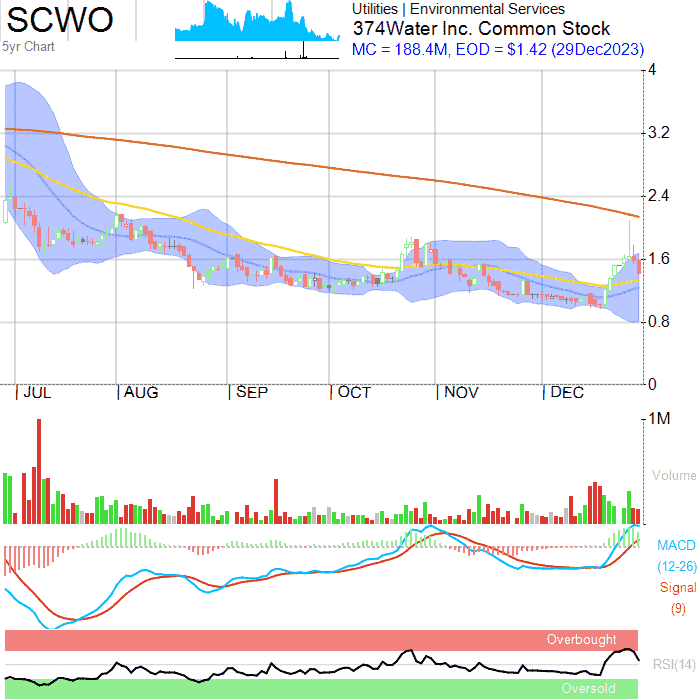 SCWO
5yr Chart
Utilities | Environmental Services
374Water Inc. Common Stock
MC = 188.4M, EOD = $1.42 (29Dec2023)
4
3.2
2.4
1.6
0.8
0
JUL AUG SEP OCT NOV DEC
1M
Volume
MACD
(12-26)
Signal
(9)
Overbought
RSI(14)
Oversold